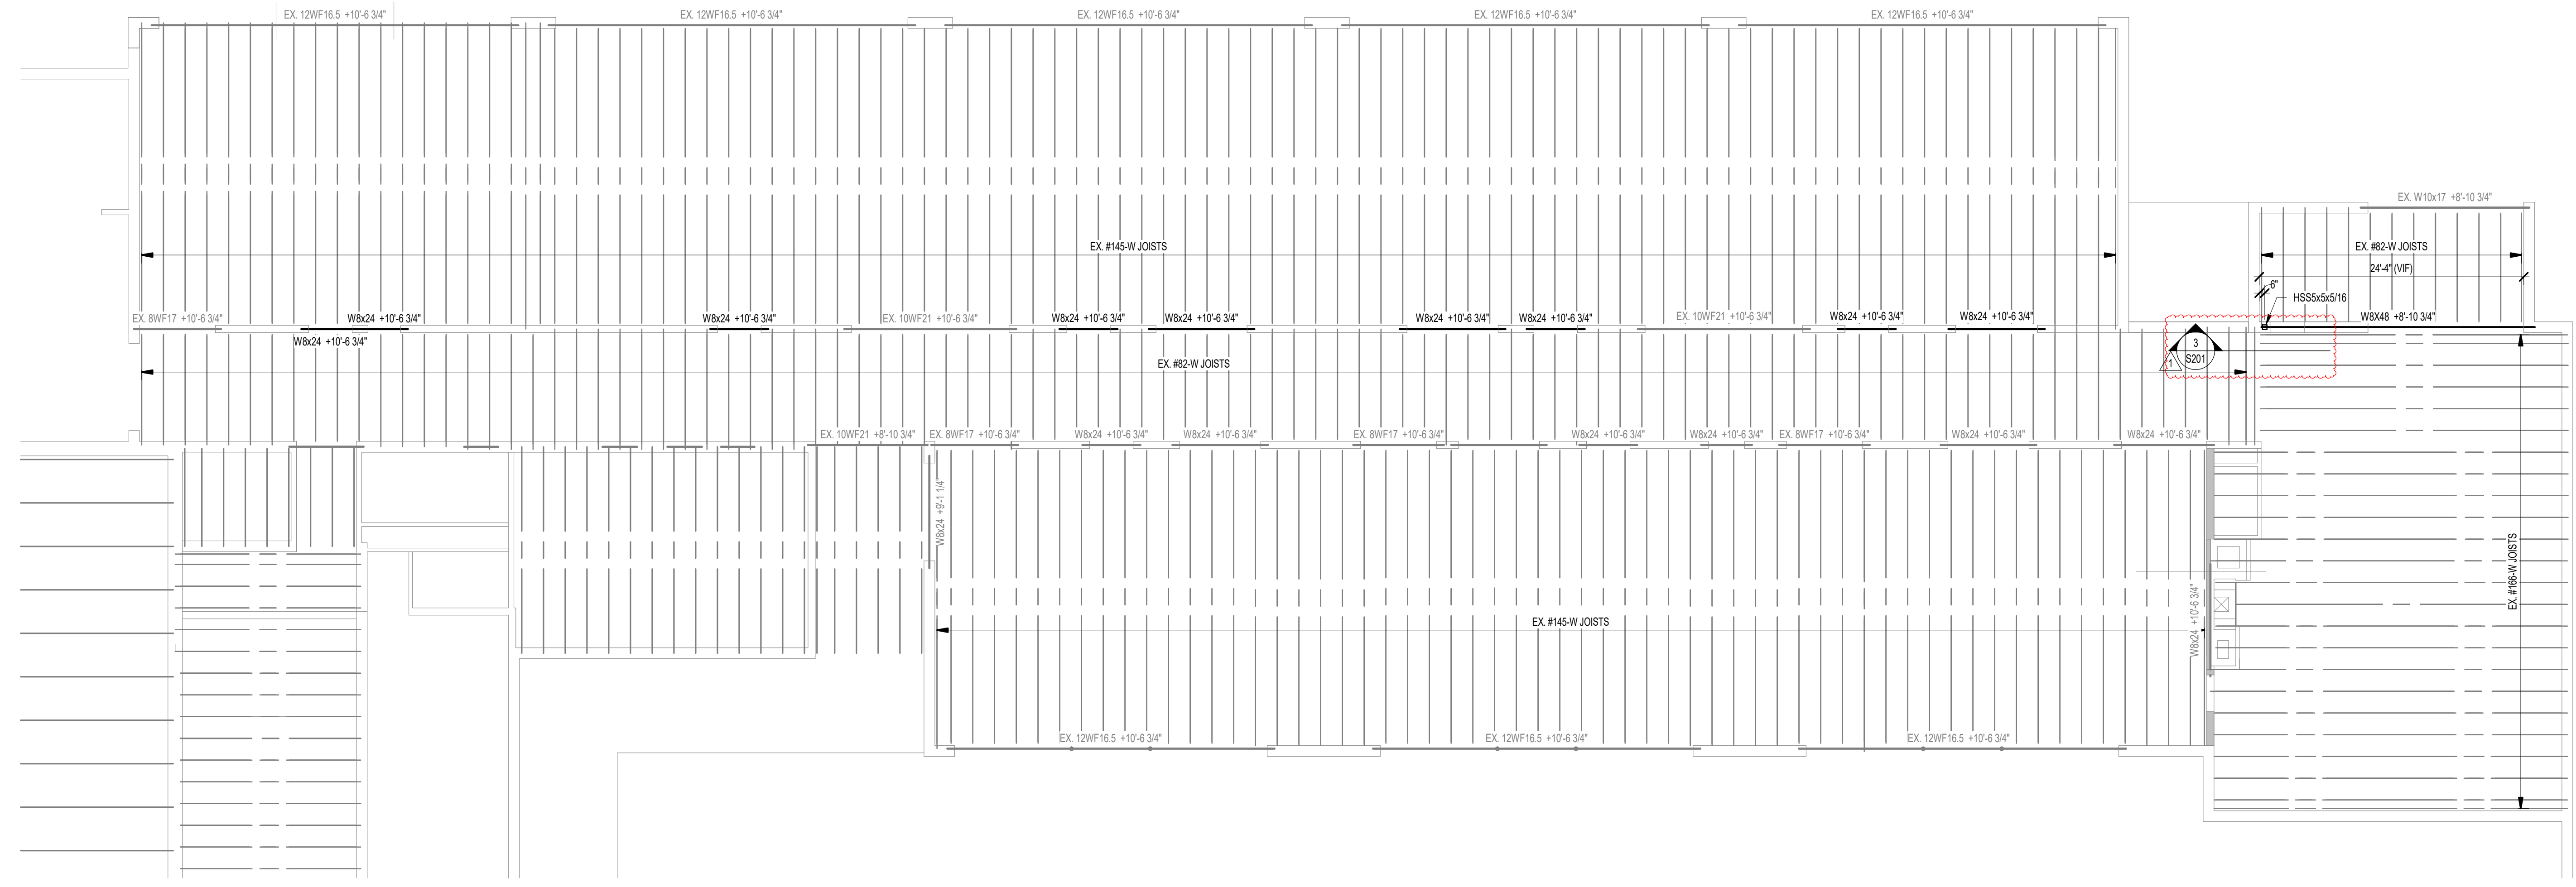 EX. 12WF16.5 +10'-6 3/4"
EX. 12WF16.5 +10'-6 3/4"
EX. 12WF16.5 +10'-6 3/4"
EX. 12WF16.5 +10'-6 3/4"
EX. 12WF16.5 +10'-6 3/4"
EX. W10x17 +8'-10 3/4"
EX. #145-W JOISTS
EX. #82-W JOISTS
24'-4" (VIF)
6"
HSS5x5x5/16
EX. 8WF17 +10'-6 3/4"
W8x24 +10'-6 3/4"
W8x24 +10'-6 3/4"
EX. 10WF21 +10'-6 3/4"
W8x24 +10'-6 3/4"
W8x24 +10'-6 3/4"
W8x24 +10'-6 3/4"
W8x24 +10'-6 3/4"
EX. 10WF21 +10'-6 3/4"
W8x24 +10'-6 3/4"
W8x24 +10'-6 3/4"
W8X48 +8'-10 3/4"
W8x24 +10'-6 3/4"
3
S201
1
EX. #82-W JOISTS
EX. 10WF21 +8'-10 3/4"
EX. 8WF17 +10'-6 3/4"
W8x24 +10'-6 3/4"
W8x24 +10'-6 3/4"
EX. 8WF17 +10'-6 3/4"
W8x24 +10'-6 3/4"
W8x24 +10'-6 3/4"
EX. 8WF17 +10'-6 3/4"
W8x24 +10'-6 3/4"
W8x24 +10'-6 3/4"
W8x24 +9'-1 1/4"
EX. #166-W JOISTS
W8x24 +10'-6 3/4"
EX. #145-W JOISTS
EX. 12WF16.5 +10'-6 3/4"
EX. 12WF16.5 +10'-6 3/4"
EX. 12WF16.5 +10'-6 3/4"